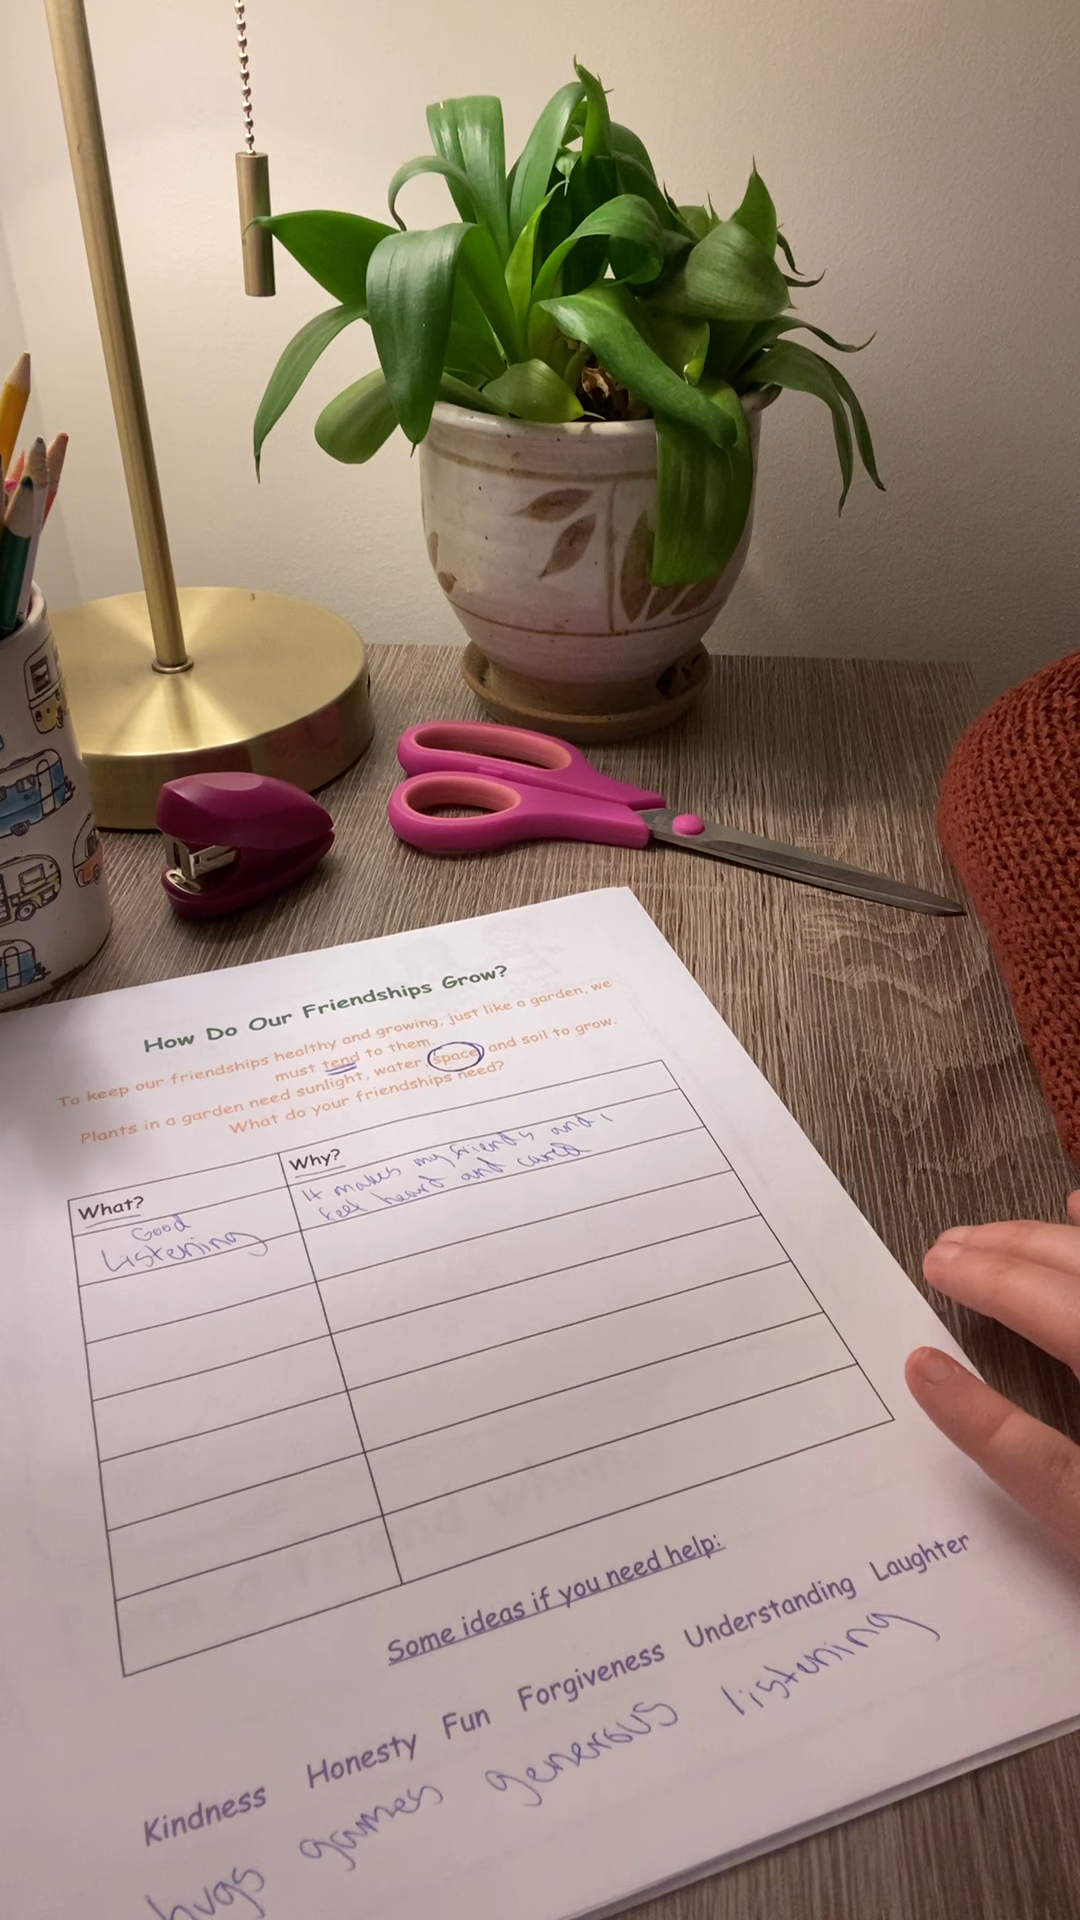 How Do Our Friendships Grow?
To keep our friendships healthy and growing, just like a garden, we
must tend to them.
Plants in a garden need sunlight, water, space and soil to grow.
What do your friendships need?
What?
Why?
Good
Listening
It makes my friends and i
feel heart and cared
Some ideas if you need help:
Kindness Honesty Fun Forgiveness Understanding Laughter
hugs games generous listening